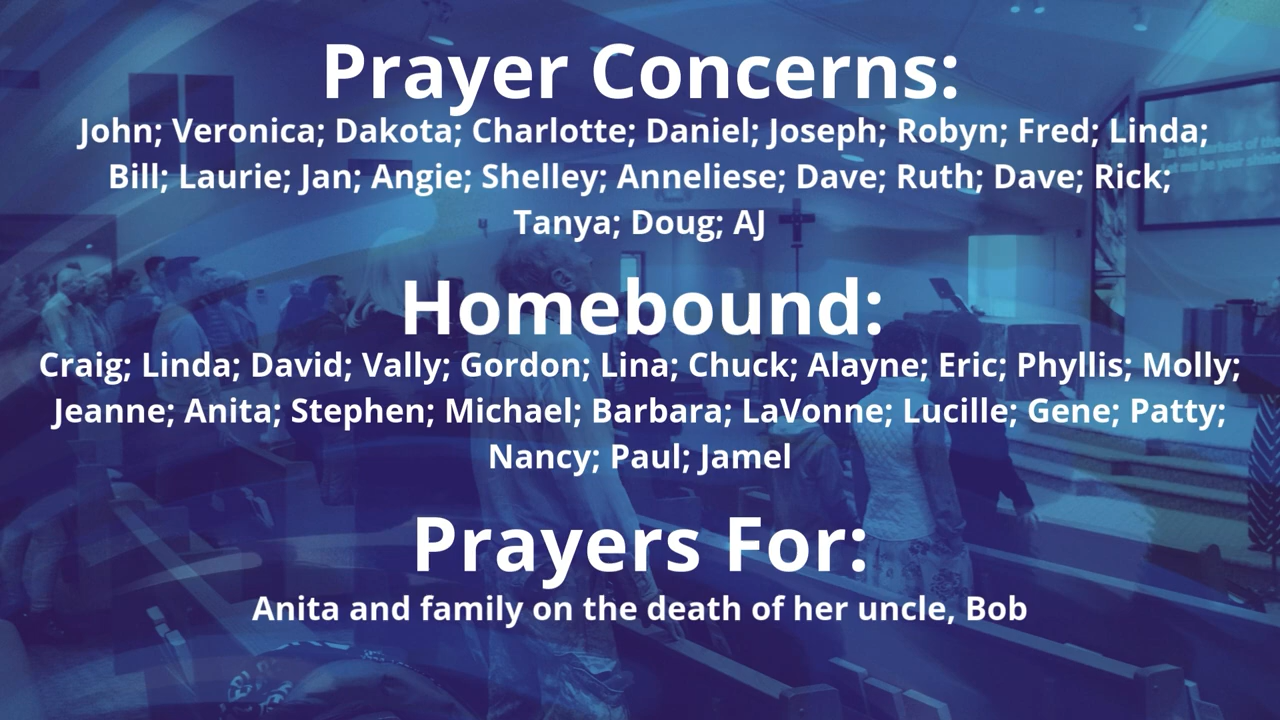 Prayer Concerns:
John; Veronica; Dakota; Charlotte; Daniel; Joseph; Robyn; Fred; Linda;
Bill; Laurie; Jan; Angie; Shelley; Anneliese; Dave; Ruth; Dave; Rick;
Tanya; Doug; AJ
Homebound:
Craig; Linda; David; Vally; Gordon; Lina; Chuck; Alayne; Eric; Phyllis; Molly;
Jeanne; Anita; Stephen; Michael; Barbara; LaVonne; Lucille; Gene; Patty;
Nancy; Paul; Jamel
Prayers For:
Anita and family on the death of her uncle, Bob